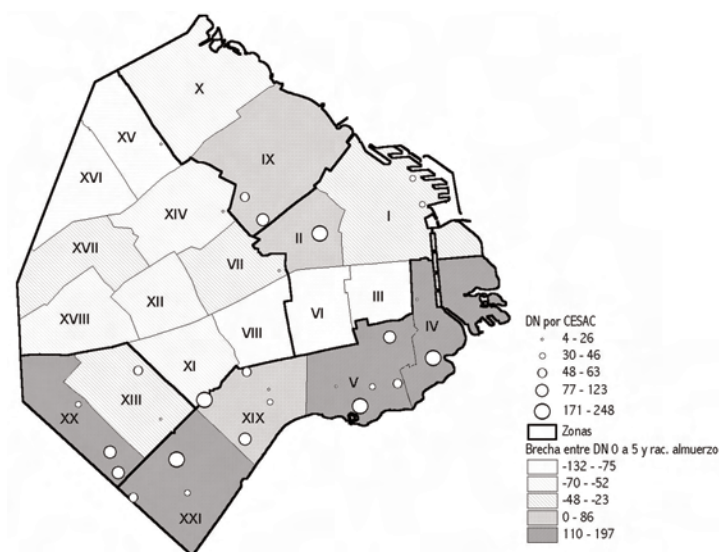 X
XV
IX
XVI
XIV
I
II
XVII
VII
XII
III
XVIII
VI
VIII
IV
XI
V
XX
XIII
XIX
XXI
DN por CESAC
4 - 26
30 - 46
48 - 63
77 - 123
171 - 248
Zonas
Brecha entre DN 0 a 5 y rac. almuerzo
-132 - -75
-70 - -52
-48 - -23
0 - 86
110 - 197